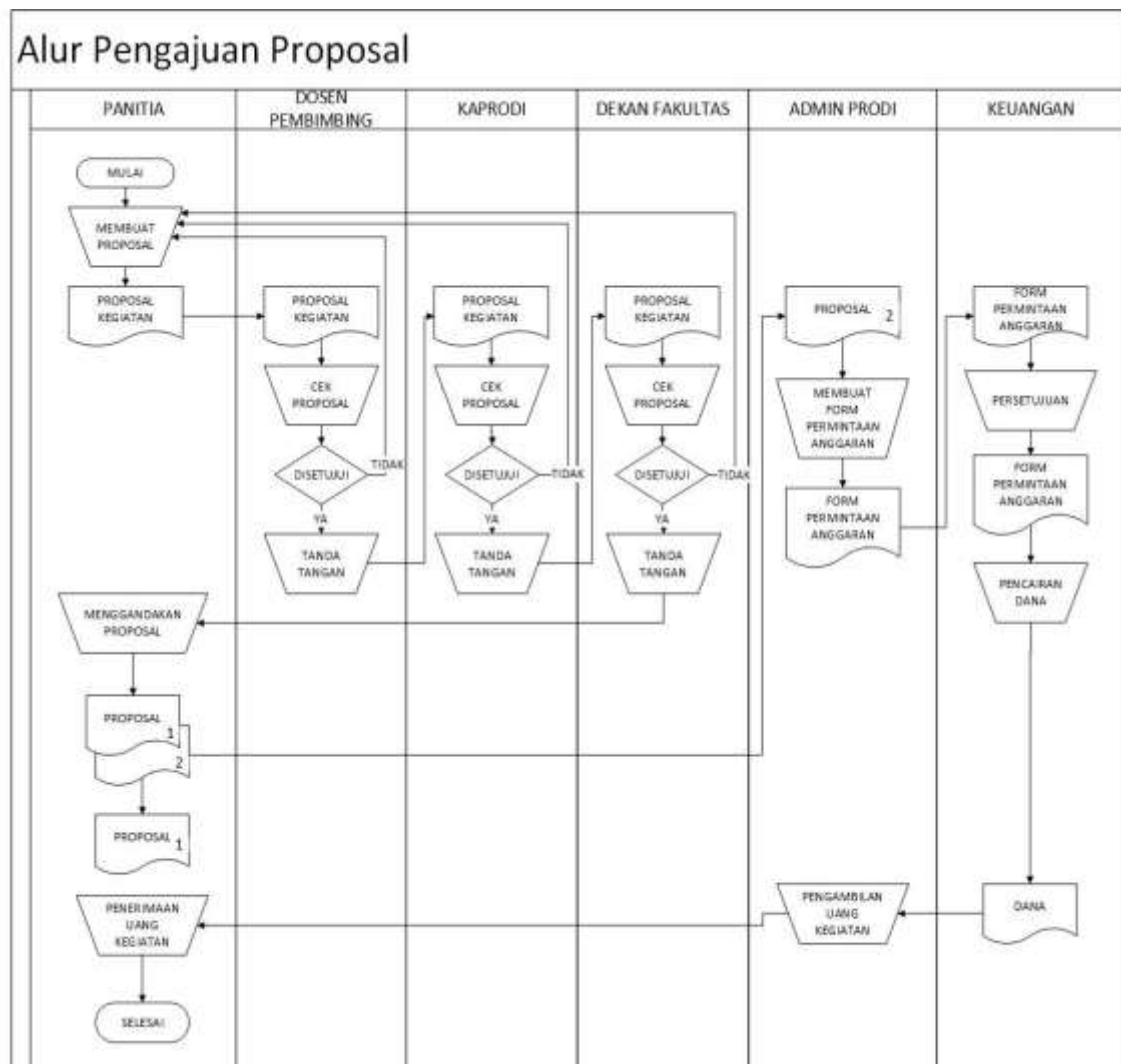 Alur Pengajuan Proposal
PANITIA
DOSEN
PEMBIMBING
KAPRODI
DEKAN FAKULTAS
ADMIN PRODI
KEUANGAN
MULAI
MEMBUAT
PROPOSAL
PROPOSAL
KEGIATAN
PROPOSAL
KEGIATAN
PROPOSAL
KEGIATAN
PROPOSAL
KEGIATAN
PROPOSAL 2
FORM
PERMINTAAN
ANGGARAN
CEK
PROPOSAL
CEK
PROPOSAL
CEK
PROPOSAL
MEMBUAT
FORM
PERMINTAAN
ANGGARAN
PERSETUJUAN
DISETUJUI
TIDAK
DISETUJUI
TIDAK
DISETUJUI
TIDAK
FORM
PERMINTAAN
ANGGARAN
FORM
PERMINTAAN
ANGGARAN
YA
YA
YA
TANDA
TANGAN
TANDA
TANGAN
TANDA
TANGAN
PENCAIRAN
DANA
MENGGANDAKAN
PROPOSAL
PROPOSAL
1
2
PROPOSAL 1
PENERIMAAN
UANG
KEGIATAN
PENGAMBILAN
UANG
KEGIATAN
DANA
SELESAI